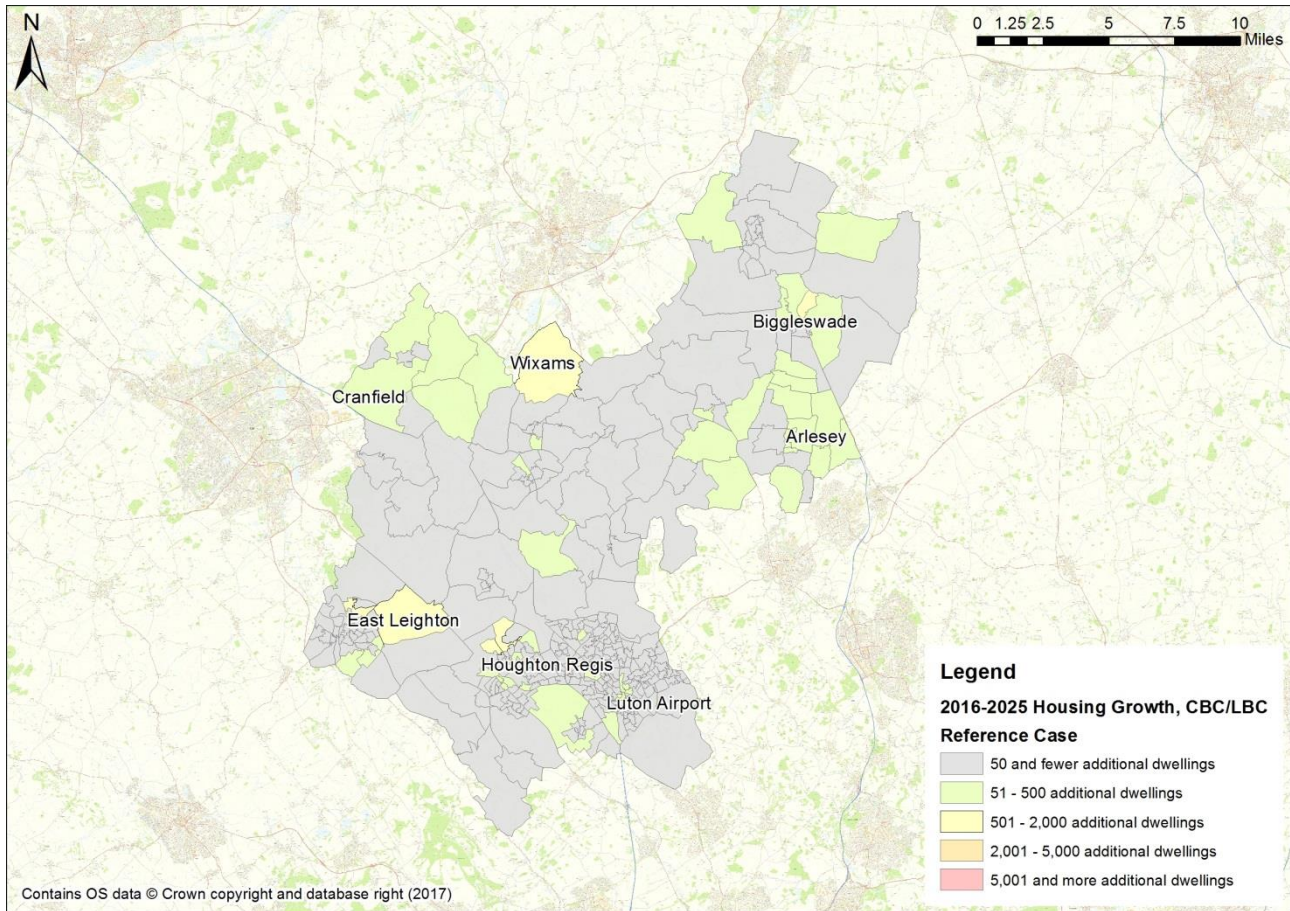 N
0 1.25 2.5 5 7.5 10
Miles
Biggleswade
Wixams
Cranfield
Arlesey
East Leighton
Houghton Regis
Luton Airport
Legend
2016-2025 Housing Growth, CBC/LBC
Reference Case
50 and fewer additional dwellings
51 - 500 additional dwellings
501 - 2,000 additional dwellings
2,001 - 5,000 additional dwellings
5,001 and more additional dwellings
Contains OS data © Crown copyright and database right (2017)